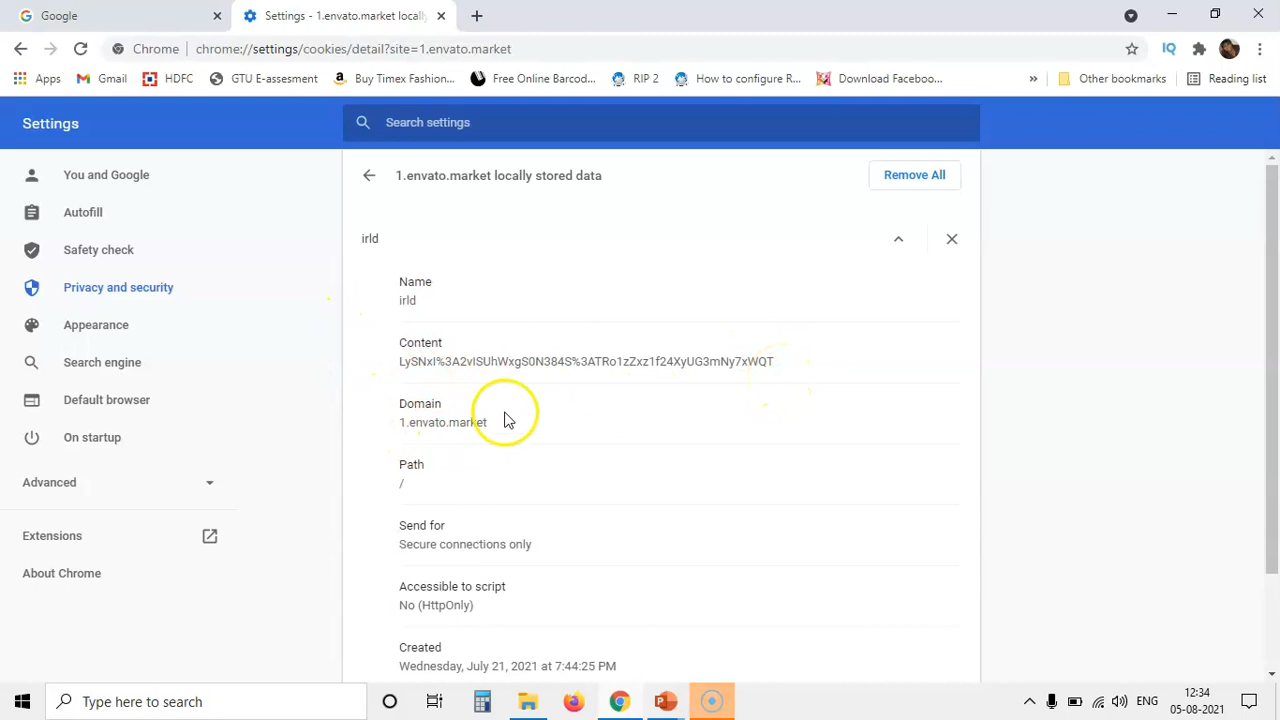 Google
Settings - 1.envato.market locally
Chrome
chrome://settings/cookies/detail?site=1.envato.market
Apps
Gmail
HDFC
GTU E-assesment
Buy Timex Fashion...
Free Online Barcod...
RIP 2
How to configure R...
Download Faceboo...
»
Other bookmarks
Reading list
Settings
Search settings
You and Google
Autofill
Safety check
Privacy and security
Appearance
Search engine
Default browser
On startup
Advanced
Extensions
About Chrome
1.envato.market locally stored data
Remove All
irld
Name
irld
Content
LySNxI%3A2vISUhWxgS0N384S%3ATRo1zZxz1f24XyUG3mNy7xWQT
Domain
1.envato.market
Path
/
Send for
Secure connections only
Accessible to script
No (HttpOnly)
Created
Wednesday, July 21, 2021 at 7:44:25 PM
Type here to search
ENG
12:34
05-08-2021